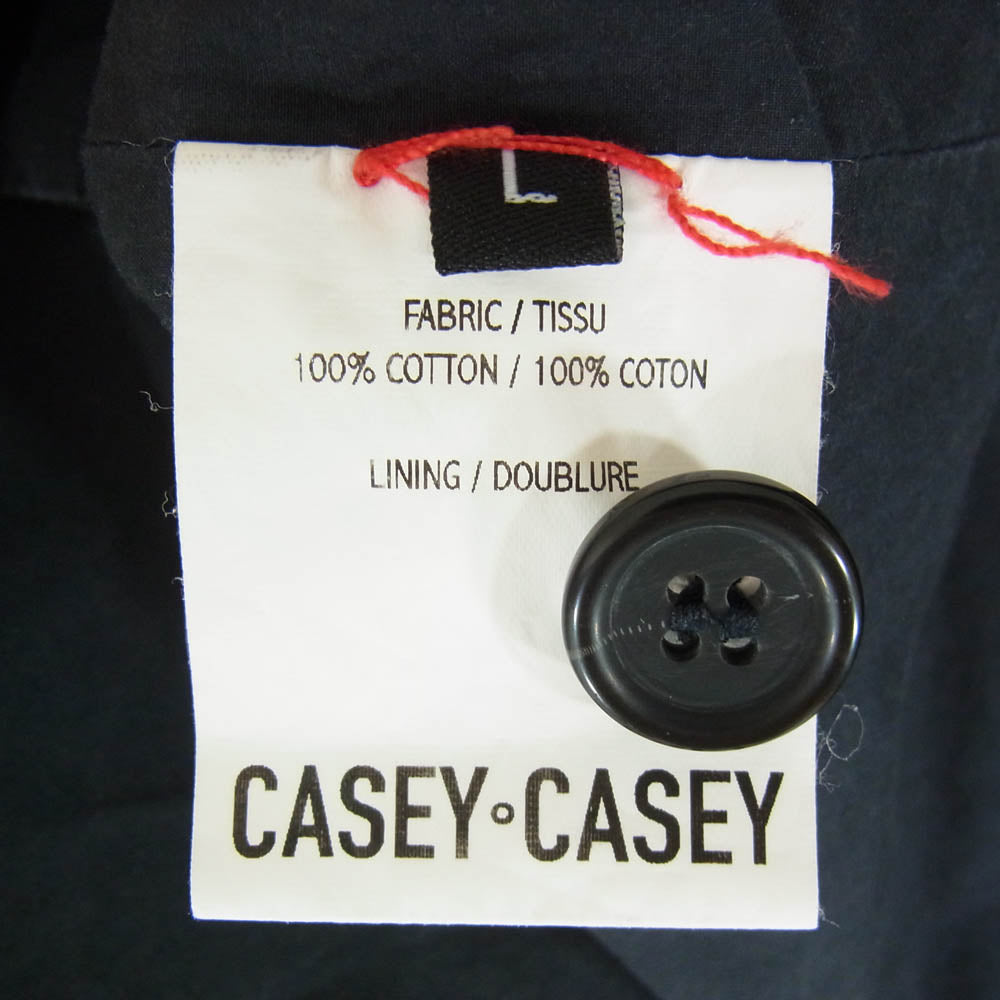 L
FABRIC / TISSU
100% COTTON / 100% COTON
LINING / DOUBLURE
CASEY∘CASEY